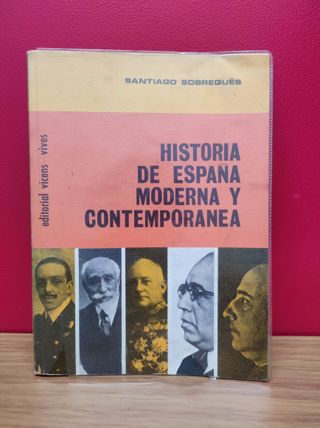 SANTIAGO SOBREQUÉS
editorial vicens-vives
HISTORIA
DE ESPAÑA
MODERNA Y
CONTEMPORANEA